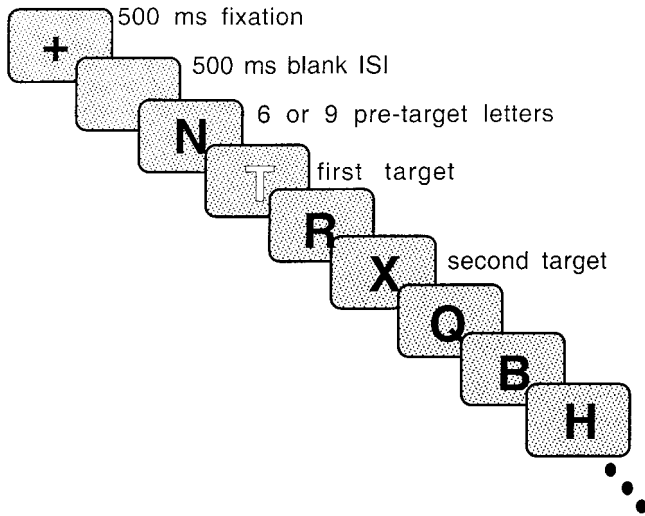 +
500 ms fixation
500 ms blank ISI
N
6 or 9 pre-target letters
T
first target
R
X
second target
Q
B
H